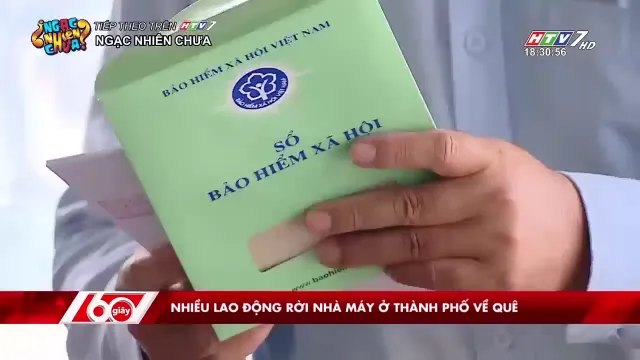 NGẠC NHIÊN CHƯA?
TIẾP THEO TRÊN HTV7
NGẠC NHIÊN CHƯA
HTV7 HD
18:30:56
BẢO HIỂM XÃ HỘI VIỆT NAM
BẢO HIỂM XÃ HỘI VIỆT NAM
SỔ
BẢO HIỂM XÃ HỘI
www.baohie
60 giây
NHIỀU LAO ĐỘNG RỜI NHÀ MÁY Ở THÀNH PHỐ VỀ QUÊ